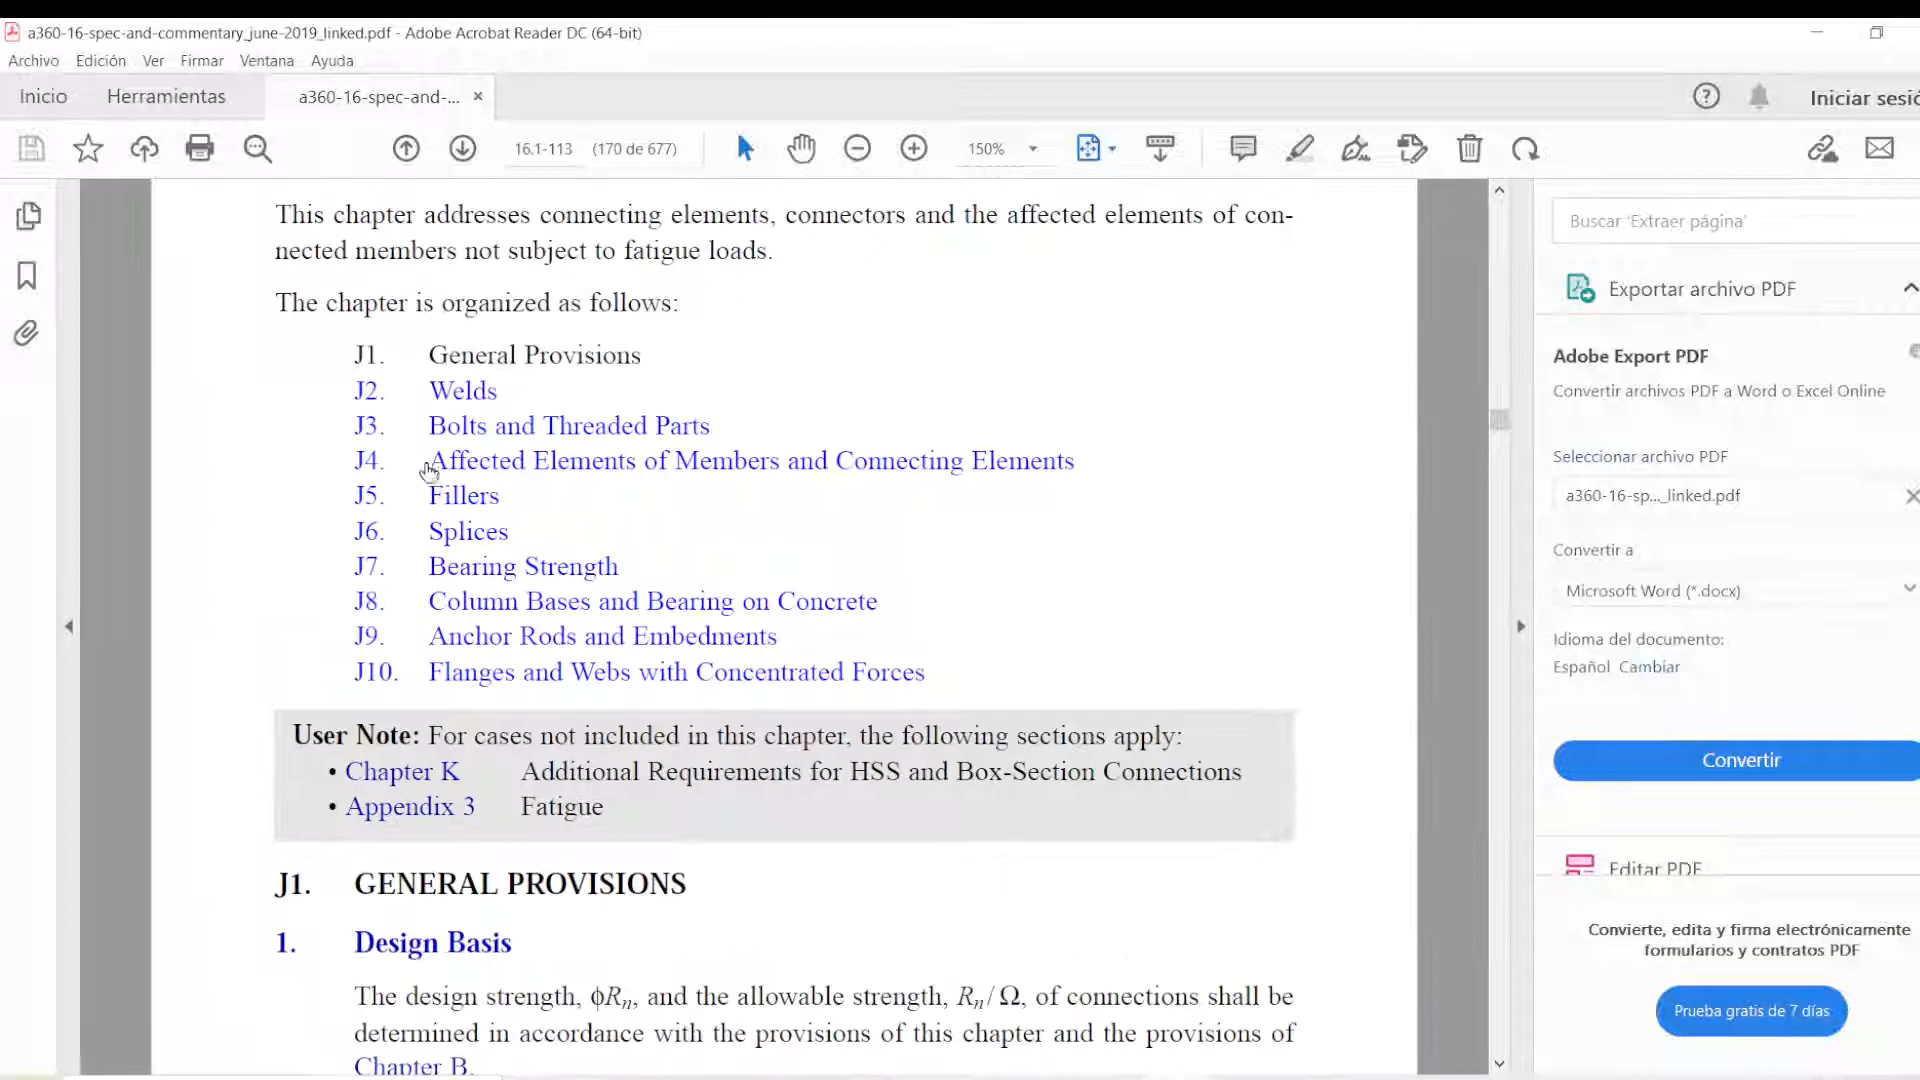 a360-16-spec-and-commentary_june-2019_linked.pdf - Adobe Acrobat Reader DC (64-bit)
Archivo Edición Ver Firmar Ventana Ayuda
Inicio Herramientas a360-16-spec-and-... × Iniciar sesió
16.1-113 (170 de 677) 150%
This chapter addresses connecting elements, connectors and the affected elements of con-
nected members not subject to fatigue loads.
The chapter is organized as follows:
J1. General Provisions
J2. Welds
J3. Bolts and Threaded Parts
J4. Affected Elements of Members and Connecting Elements
J5. Fillers
J6. Splices
J7. Bearing Strength
J8. Column Bases and Bearing on Concrete
J9. Anchor Rods and Embedments
J10. Flanges and Webs with Concentrated Forces
User Note: For cases not included in this chapter, the following sections apply:
• Chapter K Additional Requirements for HSS and Box-Section Connections
• Appendix 3 Fatigue
J1. GENERAL PROVISIONS
1. Design Basis
The design strength, ϕRn, and the allowable strength, Rn/Ω, of connections shall be
determined in accordance with the provisions of this chapter and the provisions of
Chapter B.
Buscar 'Extraer página'
Exportar archivo PDF
Adobe Export PDF
Convertir archivos PDF a Word o Excel Online
Seleccionar archivo PDF
a360-16-sp..._linked.pdf
Convertir a
Microsoft Word (*.docx)
Idioma del documento:
Español Cambiar
Convertir
Editar PDF
Convierte, edita y firma electrónicamente
formularios y contratos PDF
Prueba gratis de 7 días